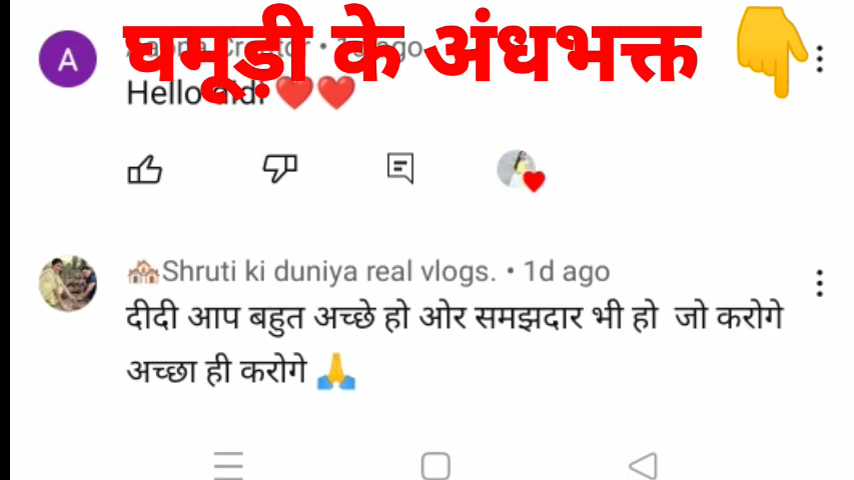 घमूड़ी के अंधभक्त 👇
A
Hello didi ❤️❤️
🏘️Shruti ki duniya real vlogs. • 1d ago
दीदी आप बहुत अच्छे हो ओर समझदार भी हो जो करोगे
अच्छा ही करोगे 🙏